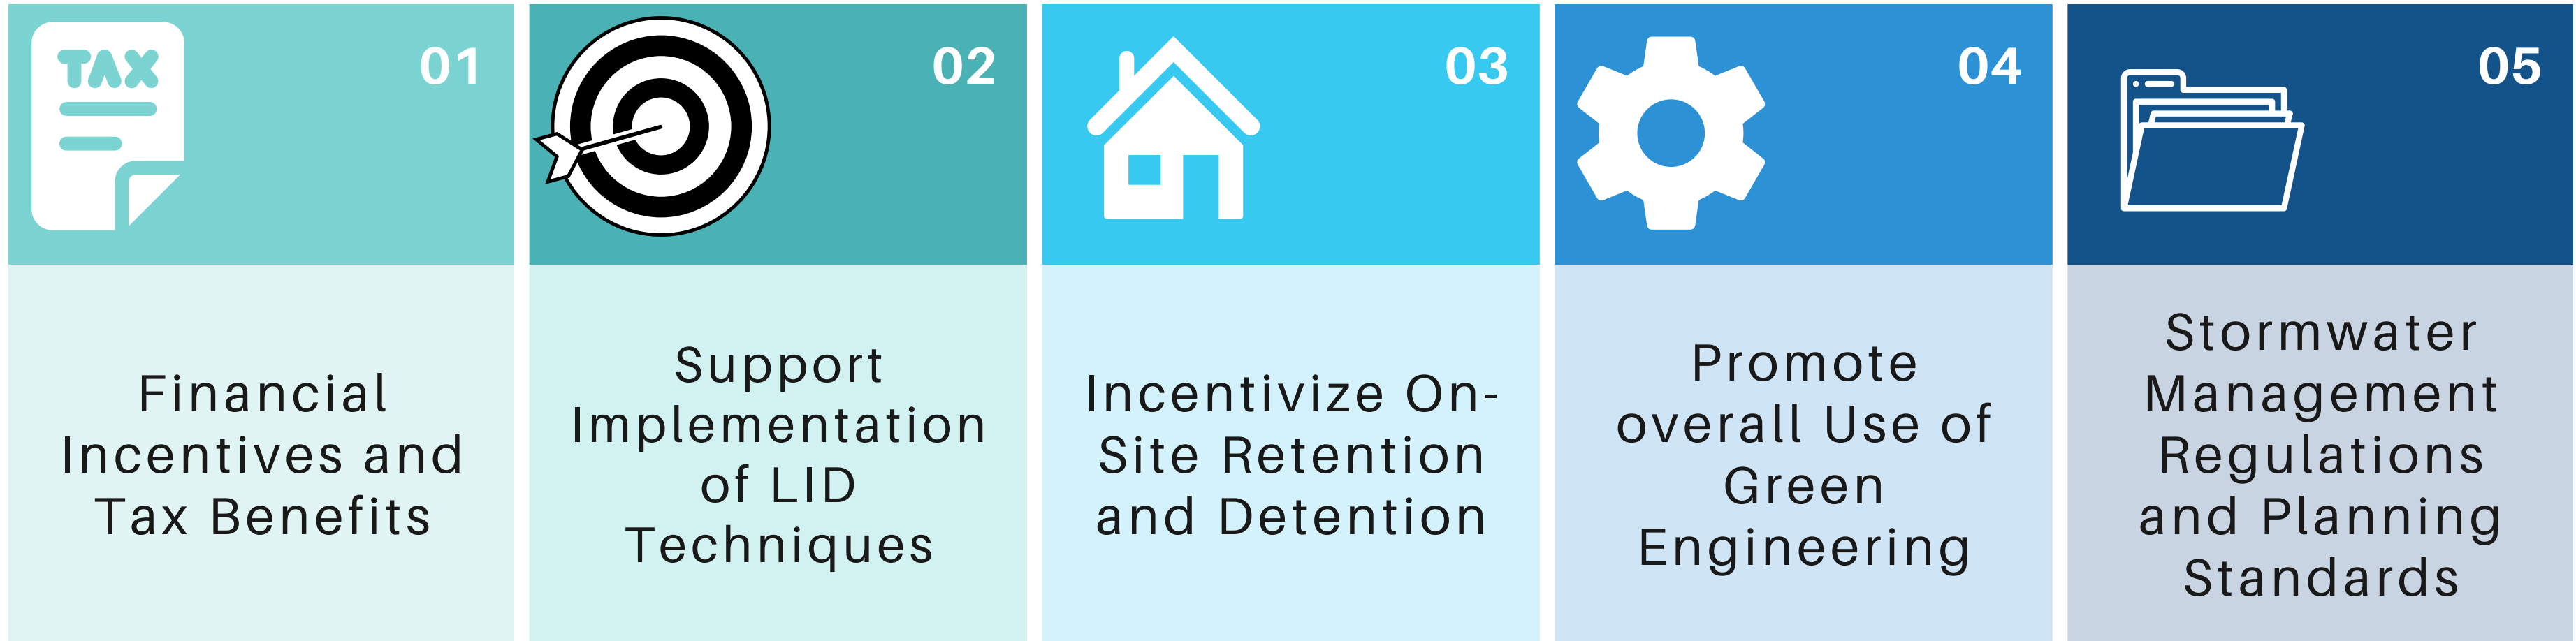 TAX
01
Financial
Incentives and
Tax Benefits
02
Support
Implementation
of LID
Techniques
03
Incentivize On-
Site Retention
and Detention
04
Promote
overall Use of
Green
Engineering
05
Stormwater
Management
Regulations
and Planning
Standards